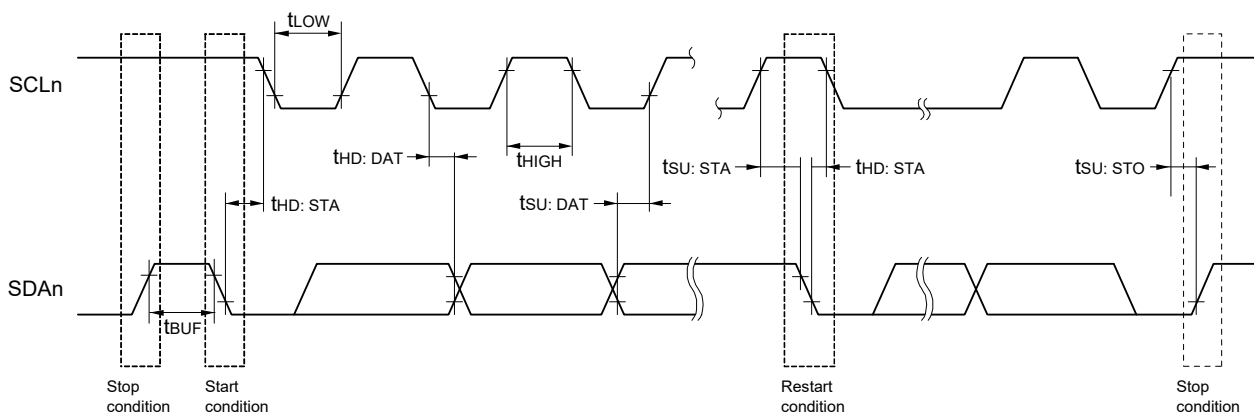 tLOW
SCLn
tHD: DAT
tHIGH
tSU: STA
tHD: STA
tSU: STO
tHD: STA
tSU: DAT
SDAn
tBUF
Stop
condition
Start
condition
Restart
condition
Stop
condition